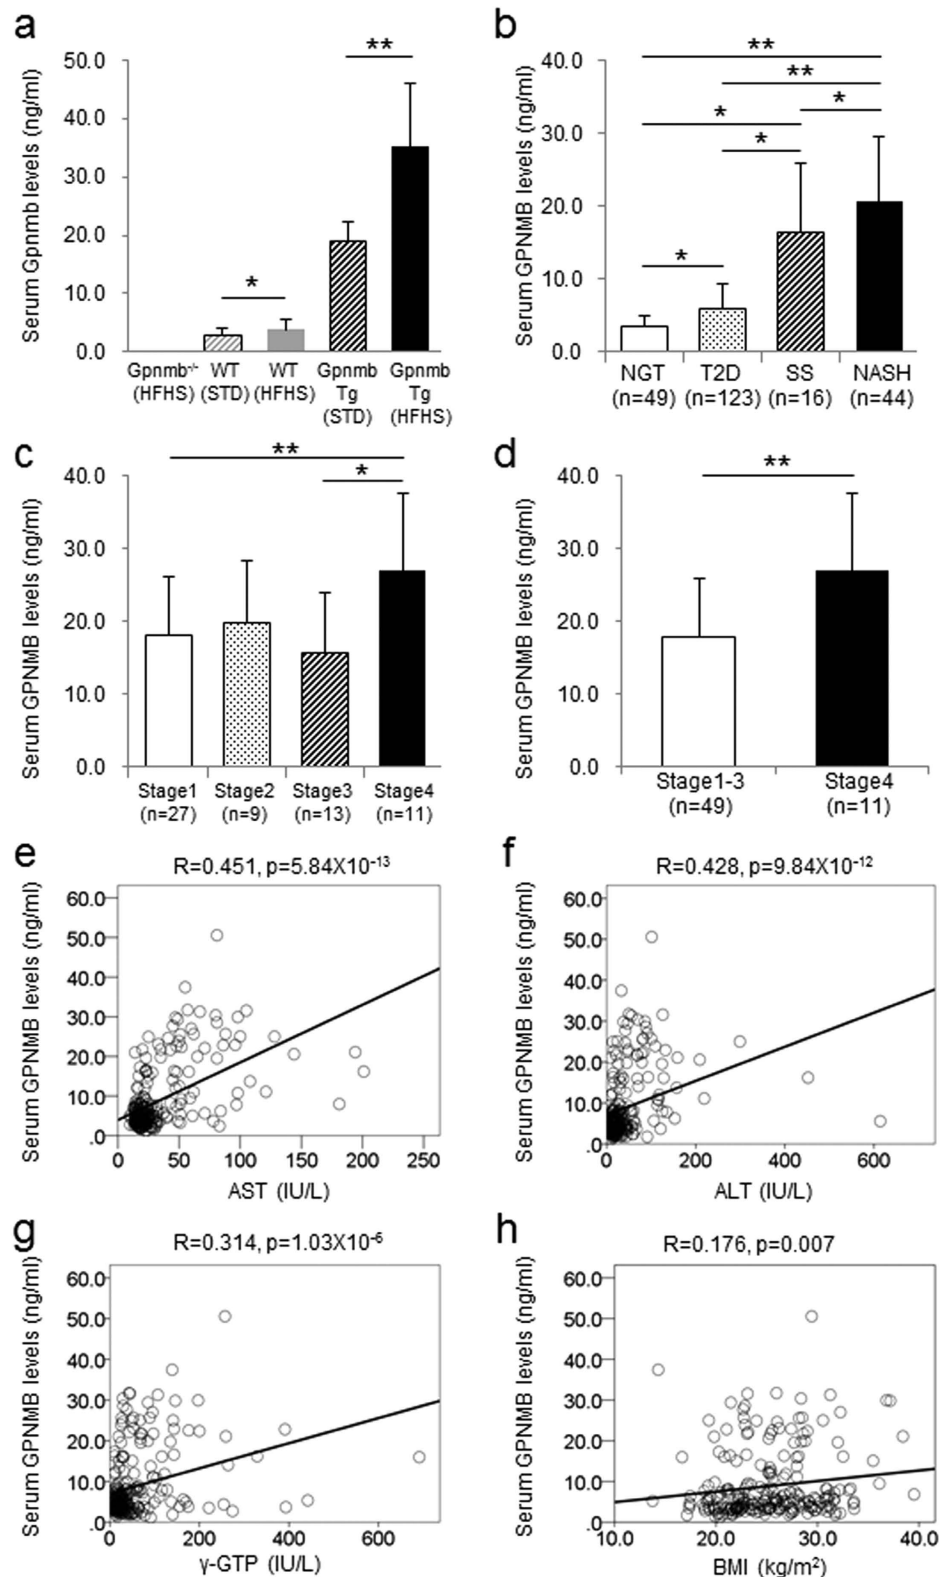 a
Serum Gpnmb levels (ng/ml)
50.0
40.0
30.0
20.0
10.0
0.0
*
**
Gpnmb-/- (HFHS)
WT (STD)
WT (HFHS)
Gpnmb Tg (STD)
Gpnmb Tg (HFHS)
b
Serum GPNMB levels (ng/ml)
40.0
30.0
20.0
10.0
0.0
**
**
*
*
*
*
NGT (n=49)
T2D (n=123)
SS (n=16)
NASH (n=44)
c
Serum GPNMB levels (ng/ml)
40.0
30.0
20.0
10.0
0.0
**
*
Stage1 (n=27)
Stage2 (n=9)
Stage3 (n=13)
Stage4 (n=11)
d
Serum GPNMB levels (ng/ml)
40.0
30.0
20.0
10.0
0.0
**
Stage1-3 (n=49)
Stage4 (n=11)
e
R=0.451, p=5.84X10-13
Serum GPNMB levels (ng/ml)
60.0
50.0
40.0
30.0
20.0
10.0
.0
0 50 100 150 200 250
AST (IU/L)
f
R=0.428, p=9.84X10-12
Serum GPNMB levels (ng/ml)
60.0
50.0
40.0
30.0
20.0
10.0
.0
0 200 400 600
ALT (IU/L)
g
R=0.314, p=1.03X10-6
Serum GPNMB levels (ng/ml)
60.0
50.0
40.0
30.0
20.0
10.0
.0
0 200 400 600
γ-GTP (IU/L)
h
R=0.176, p=0.007
Serum GPNMB levels (ng/ml)
60.0
50.0
40.0
30.0
20.0
10.0
.0
10.0 20.0 30.0 40.0
BMI (kg/m2)